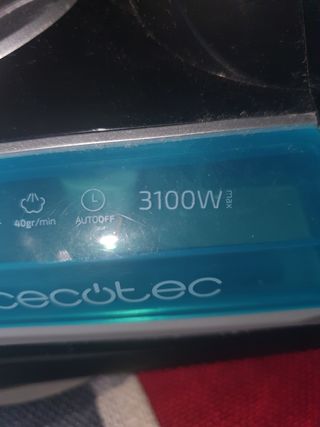 3100W max
40gr/min AUTOOFF
cecotec